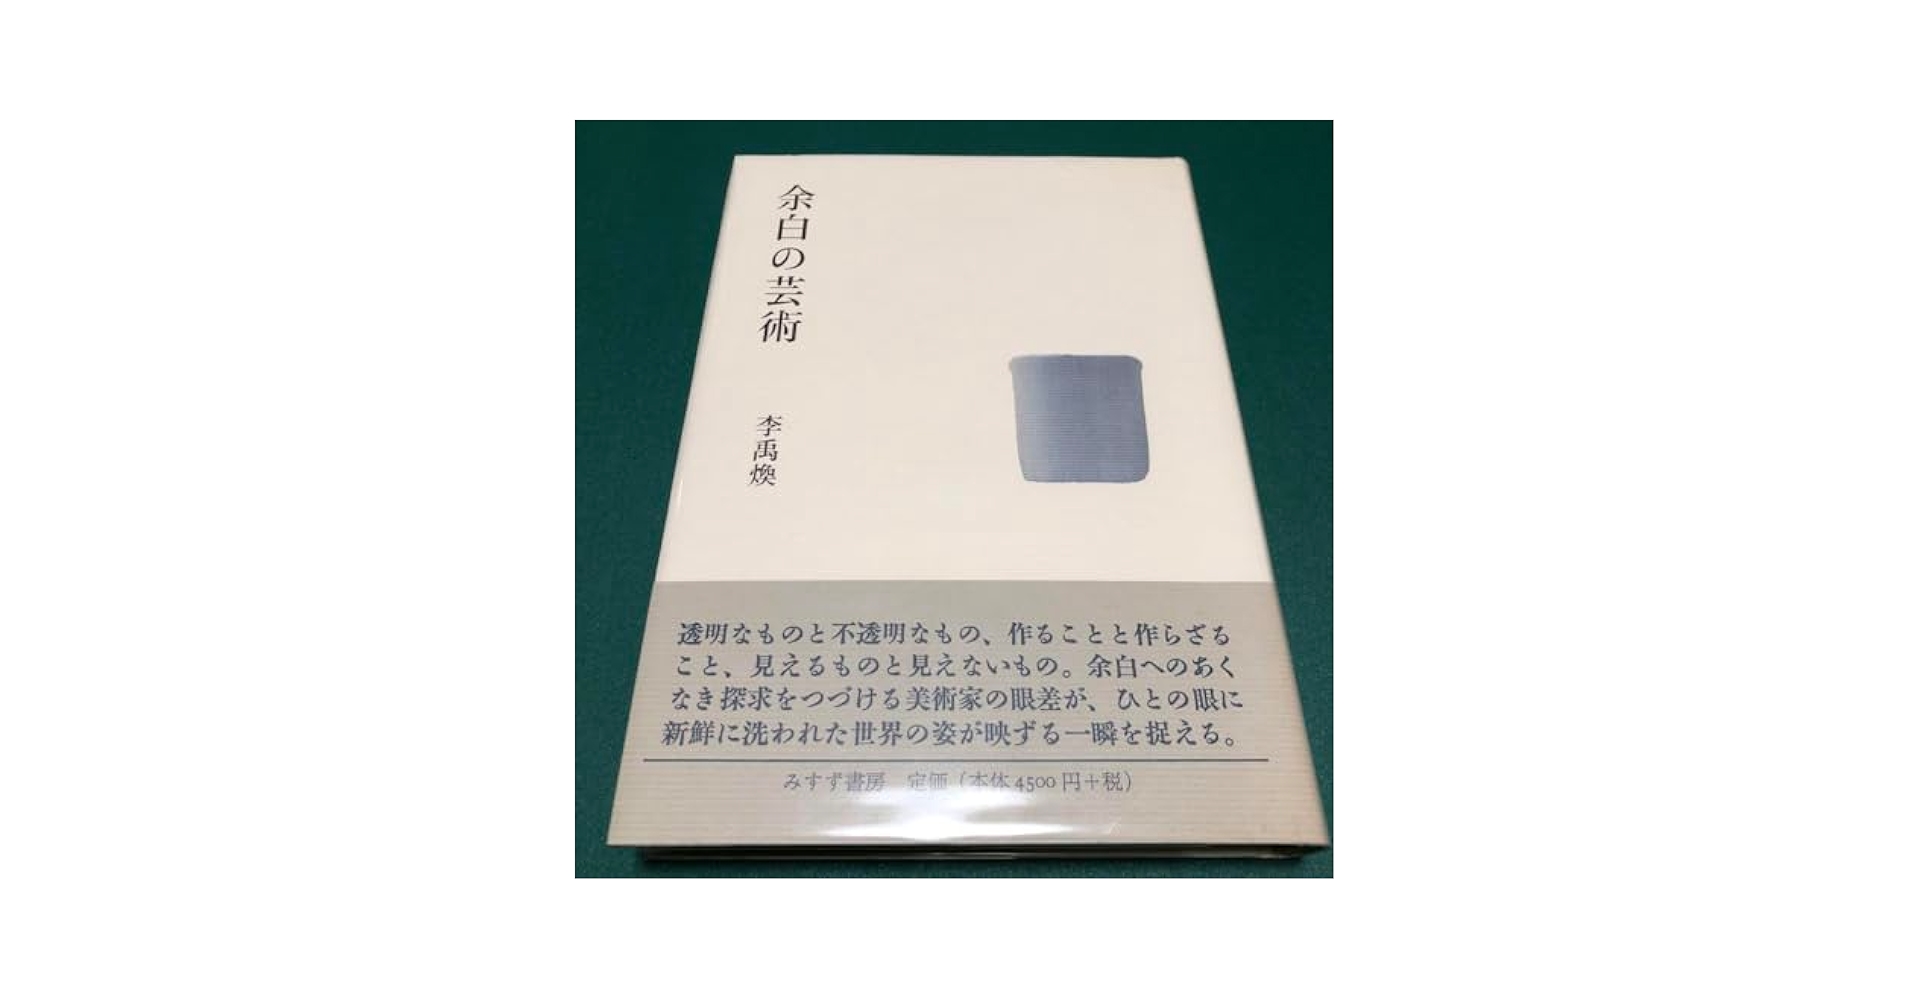 余白の芸術
李禹煥
透明なものと不透明なもの、作ることと作らざる
こと、見えるものと見えないもの。余白へのあく
なき探求をつづける美術家の眼差が、ひとの眼に
新鮮に洗われた世界の姿が映ずる一瞬を捉える。
みすず書房　定価（本体4500円＋税）